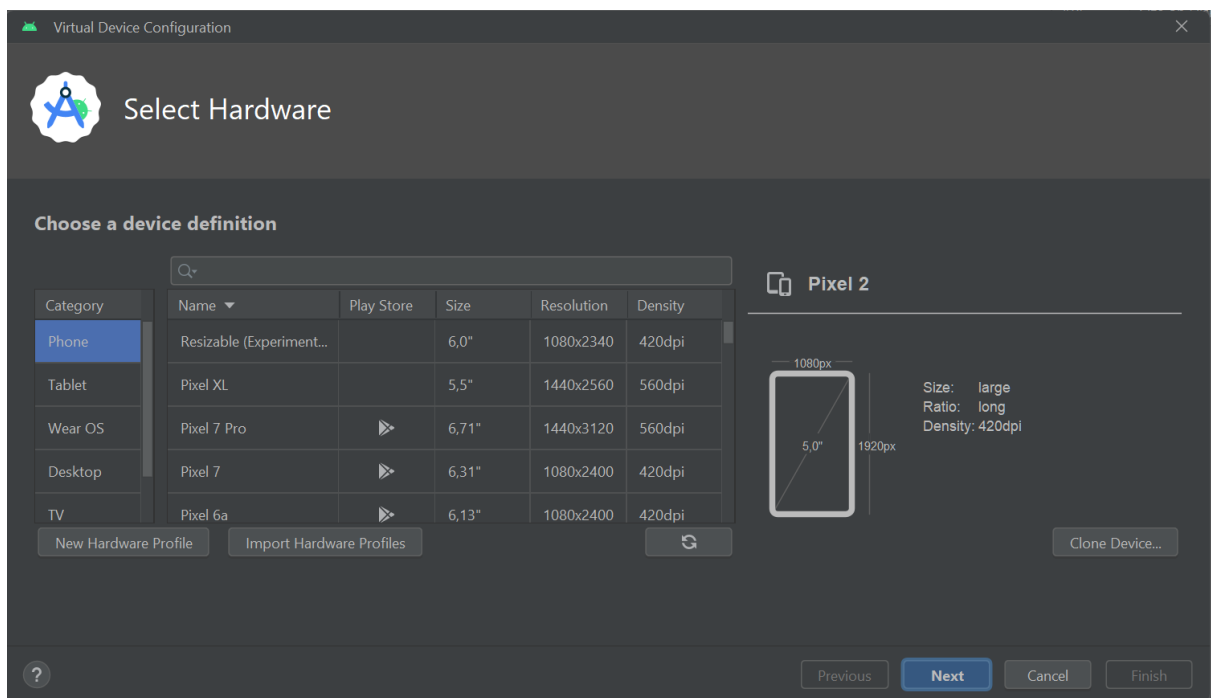 Virtual Device Configuration
Select Hardware
Choose a device definition
Category
Phone
Tablet
Wear OS
Desktop
TV
Name Play Store Size Resolution Density
Resizable (Experiment... 6,0" 1080x2340 420dpi
Pixel XL 5,5" 1440x2560 560dpi
Pixel 7 Pro 6,71" 1440x3120 560dpi
Pixel 7 6,31" 1080x2400 420dpi
Pixel 6a 6,13" 1080x2400 420dpi
New Hardware Profile Import Hardware Profiles
Pixel 2
1080px
5,0" 1920px
Size: large
Ratio: long
Density: 420dpi
Clone Device...
? Previous Next Cancel Finish